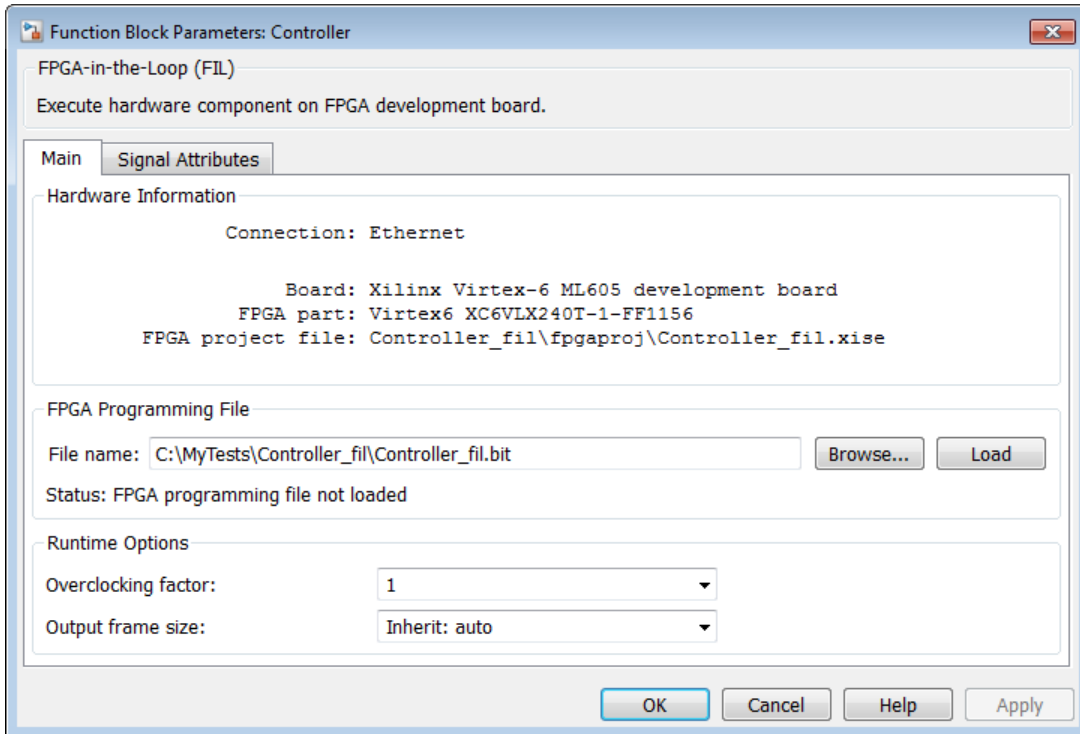 Function Block Parameters: Controller
FPGA-in-the-Loop (FIL)
Execute hardware component on FPGA development board.
Main Signal Attributes
Hardware Information
Connection: Ethernet
Board: Xilinx Virtex-6 ML605 development board
FPGA part: Virtex6 XC6VLX240T-1-FF1156
FPGA project file: Controller_fil\fpgaproj\Controller_fil.xise
FPGA Programming File
File name: C:\MyTests\Controller_fil\Controller_fil.bit Browse... Load
Status: FPGA programming file not loaded
Runtime Options
Overclocking factor: 1
Output frame size: Inherit: auto
OK Cancel Help Apply